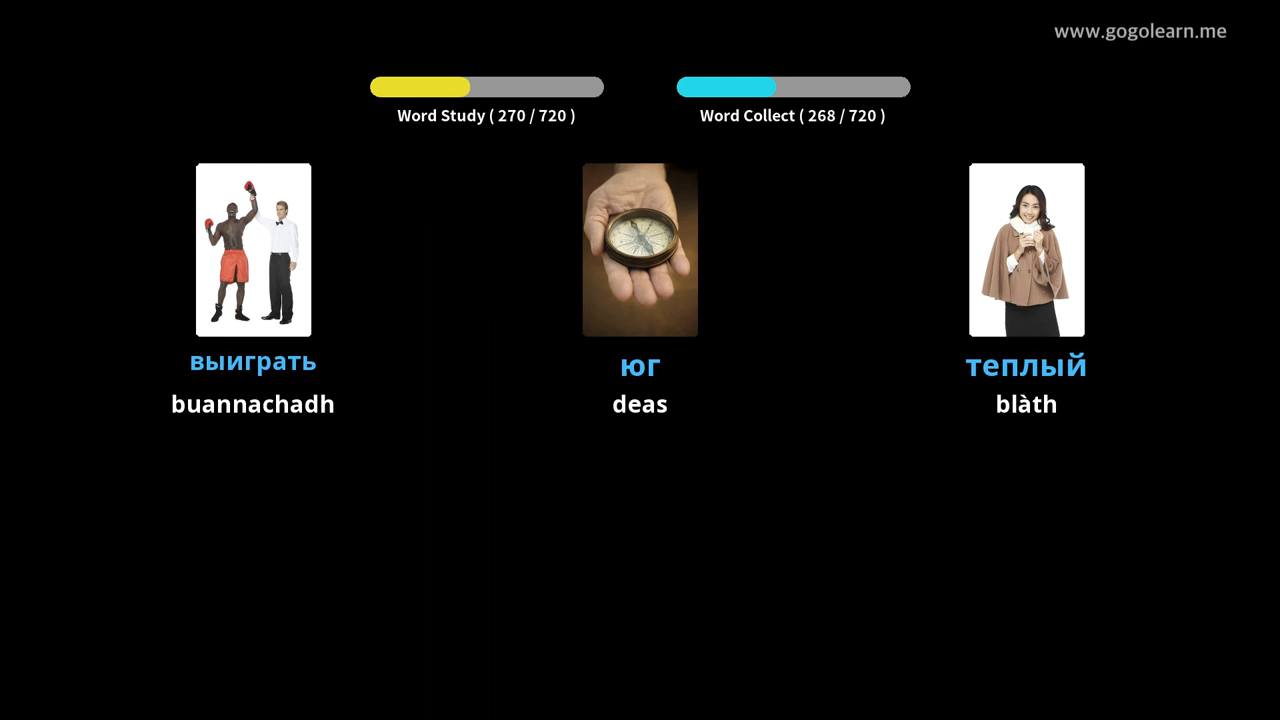 www.gogolearn.me
Word Study ( 270 / 720 )
Word Collect ( 268 / 720 )
выиграть
buannachadh
юг
deas
теплый
blàth